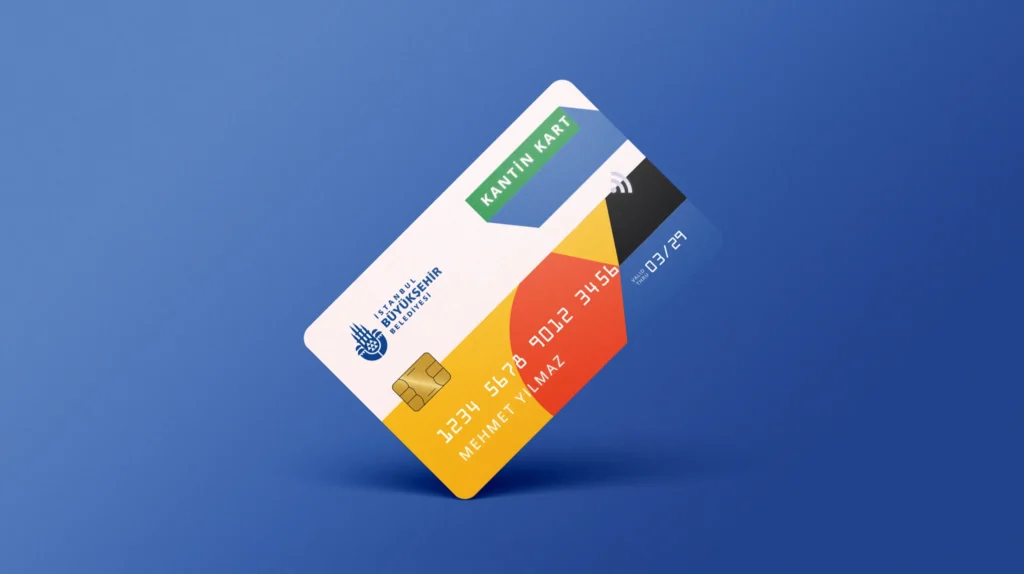 KANTİN KART
İSTANBUL
BÜYÜKŞEHİR
BELEDİYESİ
VALID
THRU
03/29
1234 5678 9012 3456
MEHMET YILMAZ